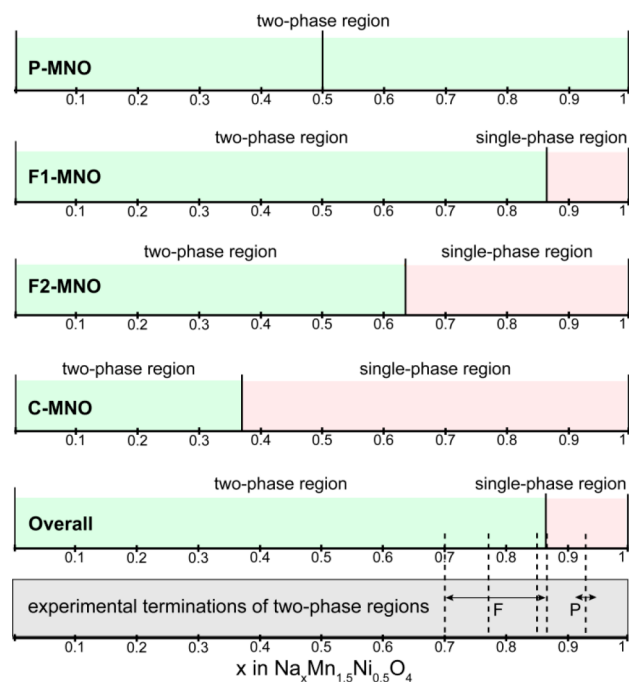 two-phase region
P-MNO
0.1 0.2 0.3 0.4 0.5 0.6 0.7 0.8 0.9 1
two-phase region single-phase region
F1-MNO
0.1 0.2 0.3 0.4 0.5 0.6 0.7 0.8 0.9 1
two-phase region single-phase region
F2-MNO
0.1 0.2 0.3 0.4 0.5 0.6 0.7 0.8 0.9 1
two-phase region single-phase region
C-MNO
0.1 0.2 0.3 0.4 0.5 0.6 0.7 0.8 0.9 1
two-phase region single-phase region
Overall
0.1 0.2 0.3 0.4 0.5 0.6 0.7 0.8 0.9 1
experimental terminations of two-phase regions F P
0.1 0.2 0.3 0.4 0.5 0.6 0.7 0.8 0.9 1
x in NaₓMn₁.₅Ni₀.₅O₄